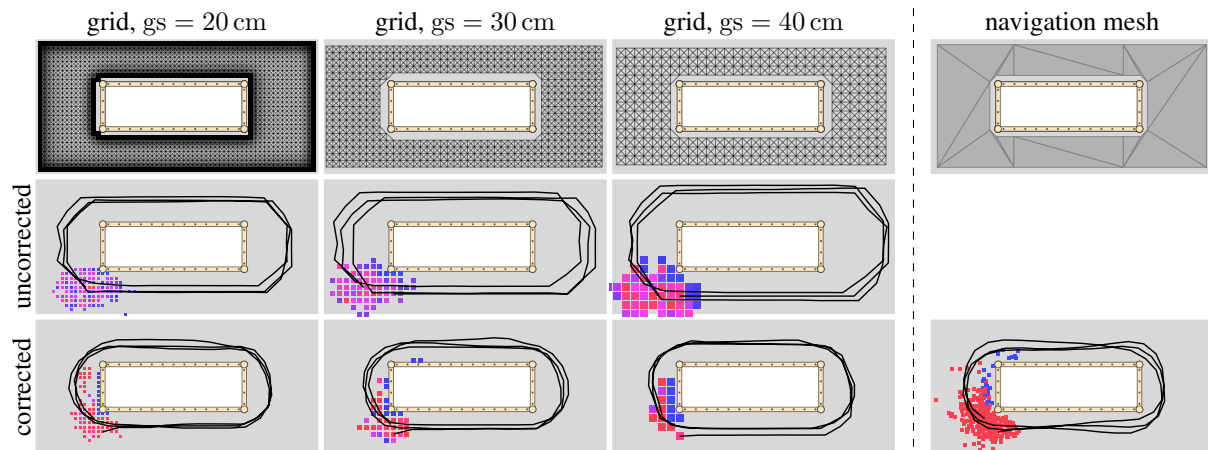 grid, gs = 20 cm
grid, gs = 30 cm
grid, gs = 40 cm
navigation mesh
uncorrected
corrected